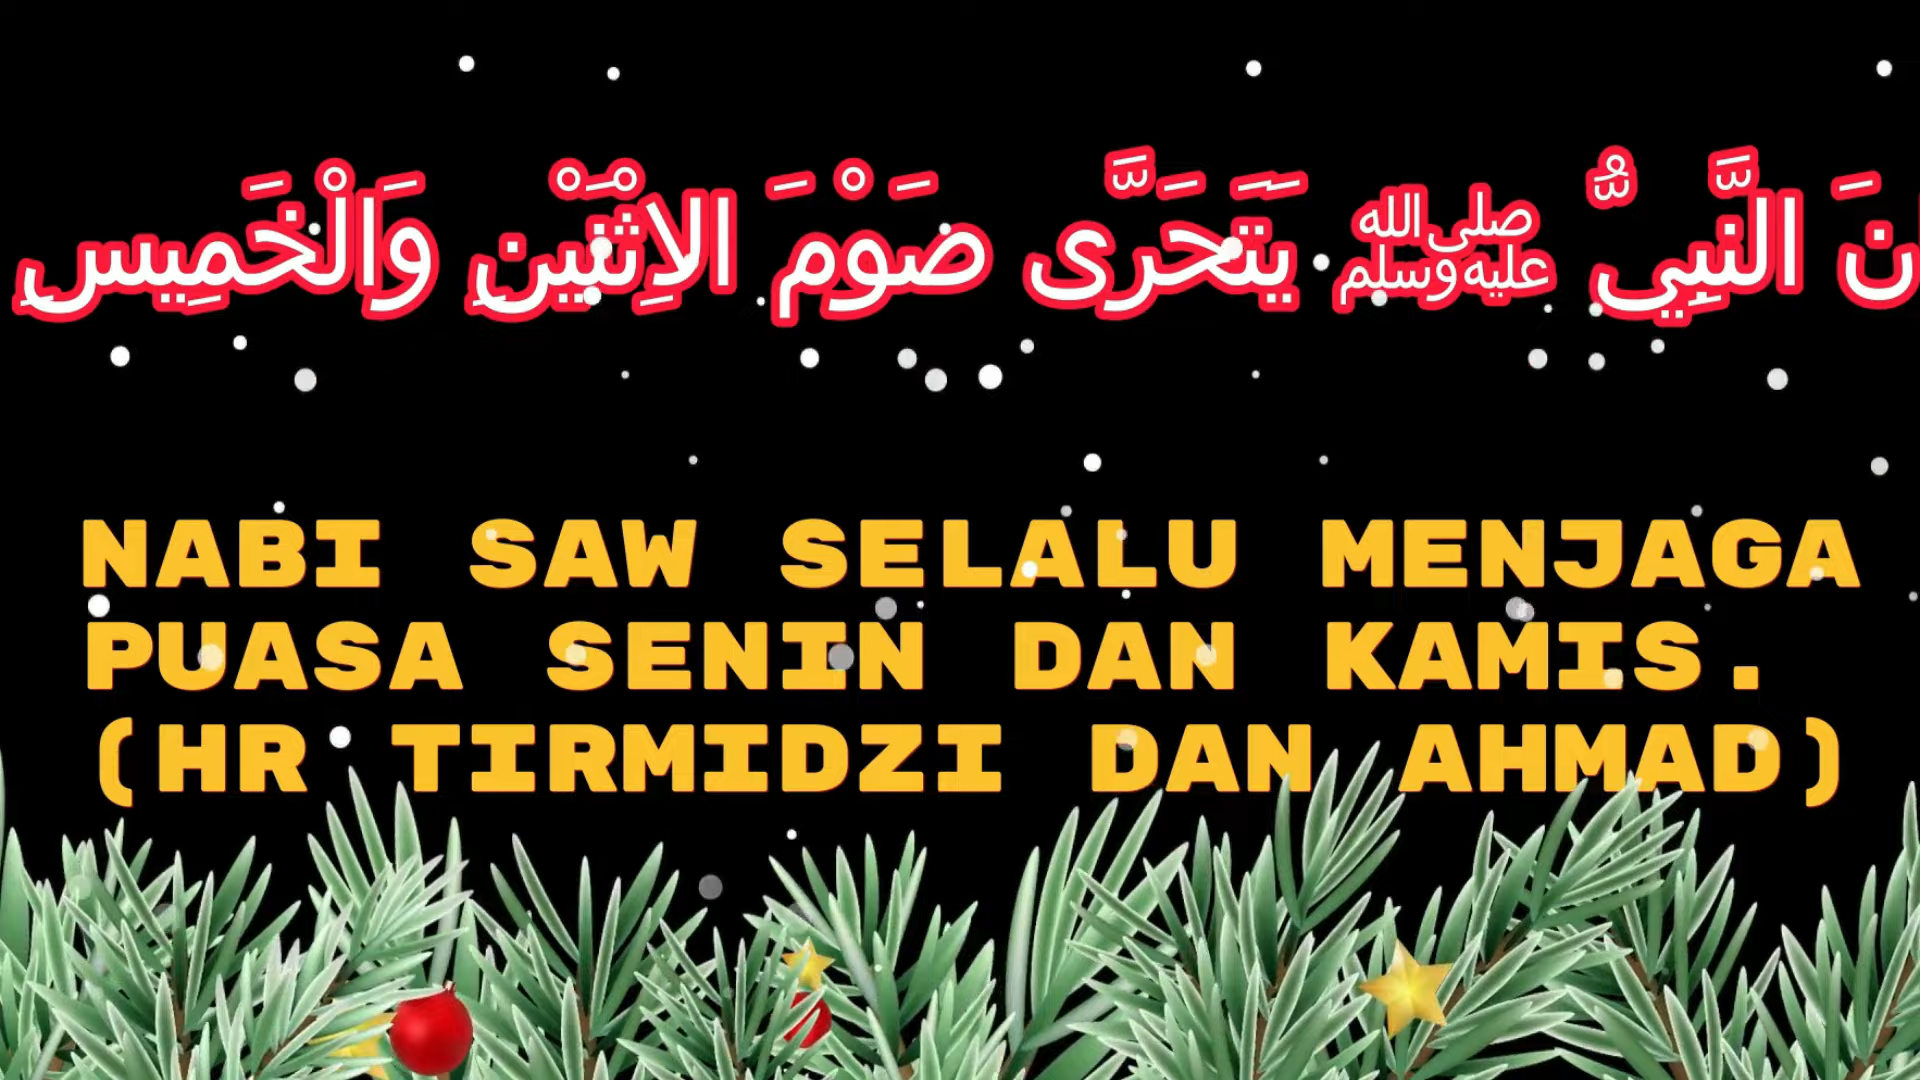 نَ النَّبِيُّ ﷺ يَتَحَرَّى صَوْمَ الاِثْنَيْنِ وَالْخَمِيسِ
NABI SAW SELALU MENJAGA
PUASA SENIN DAN KAMIS.
(HR TIRMIDZI DAN AHMAD)